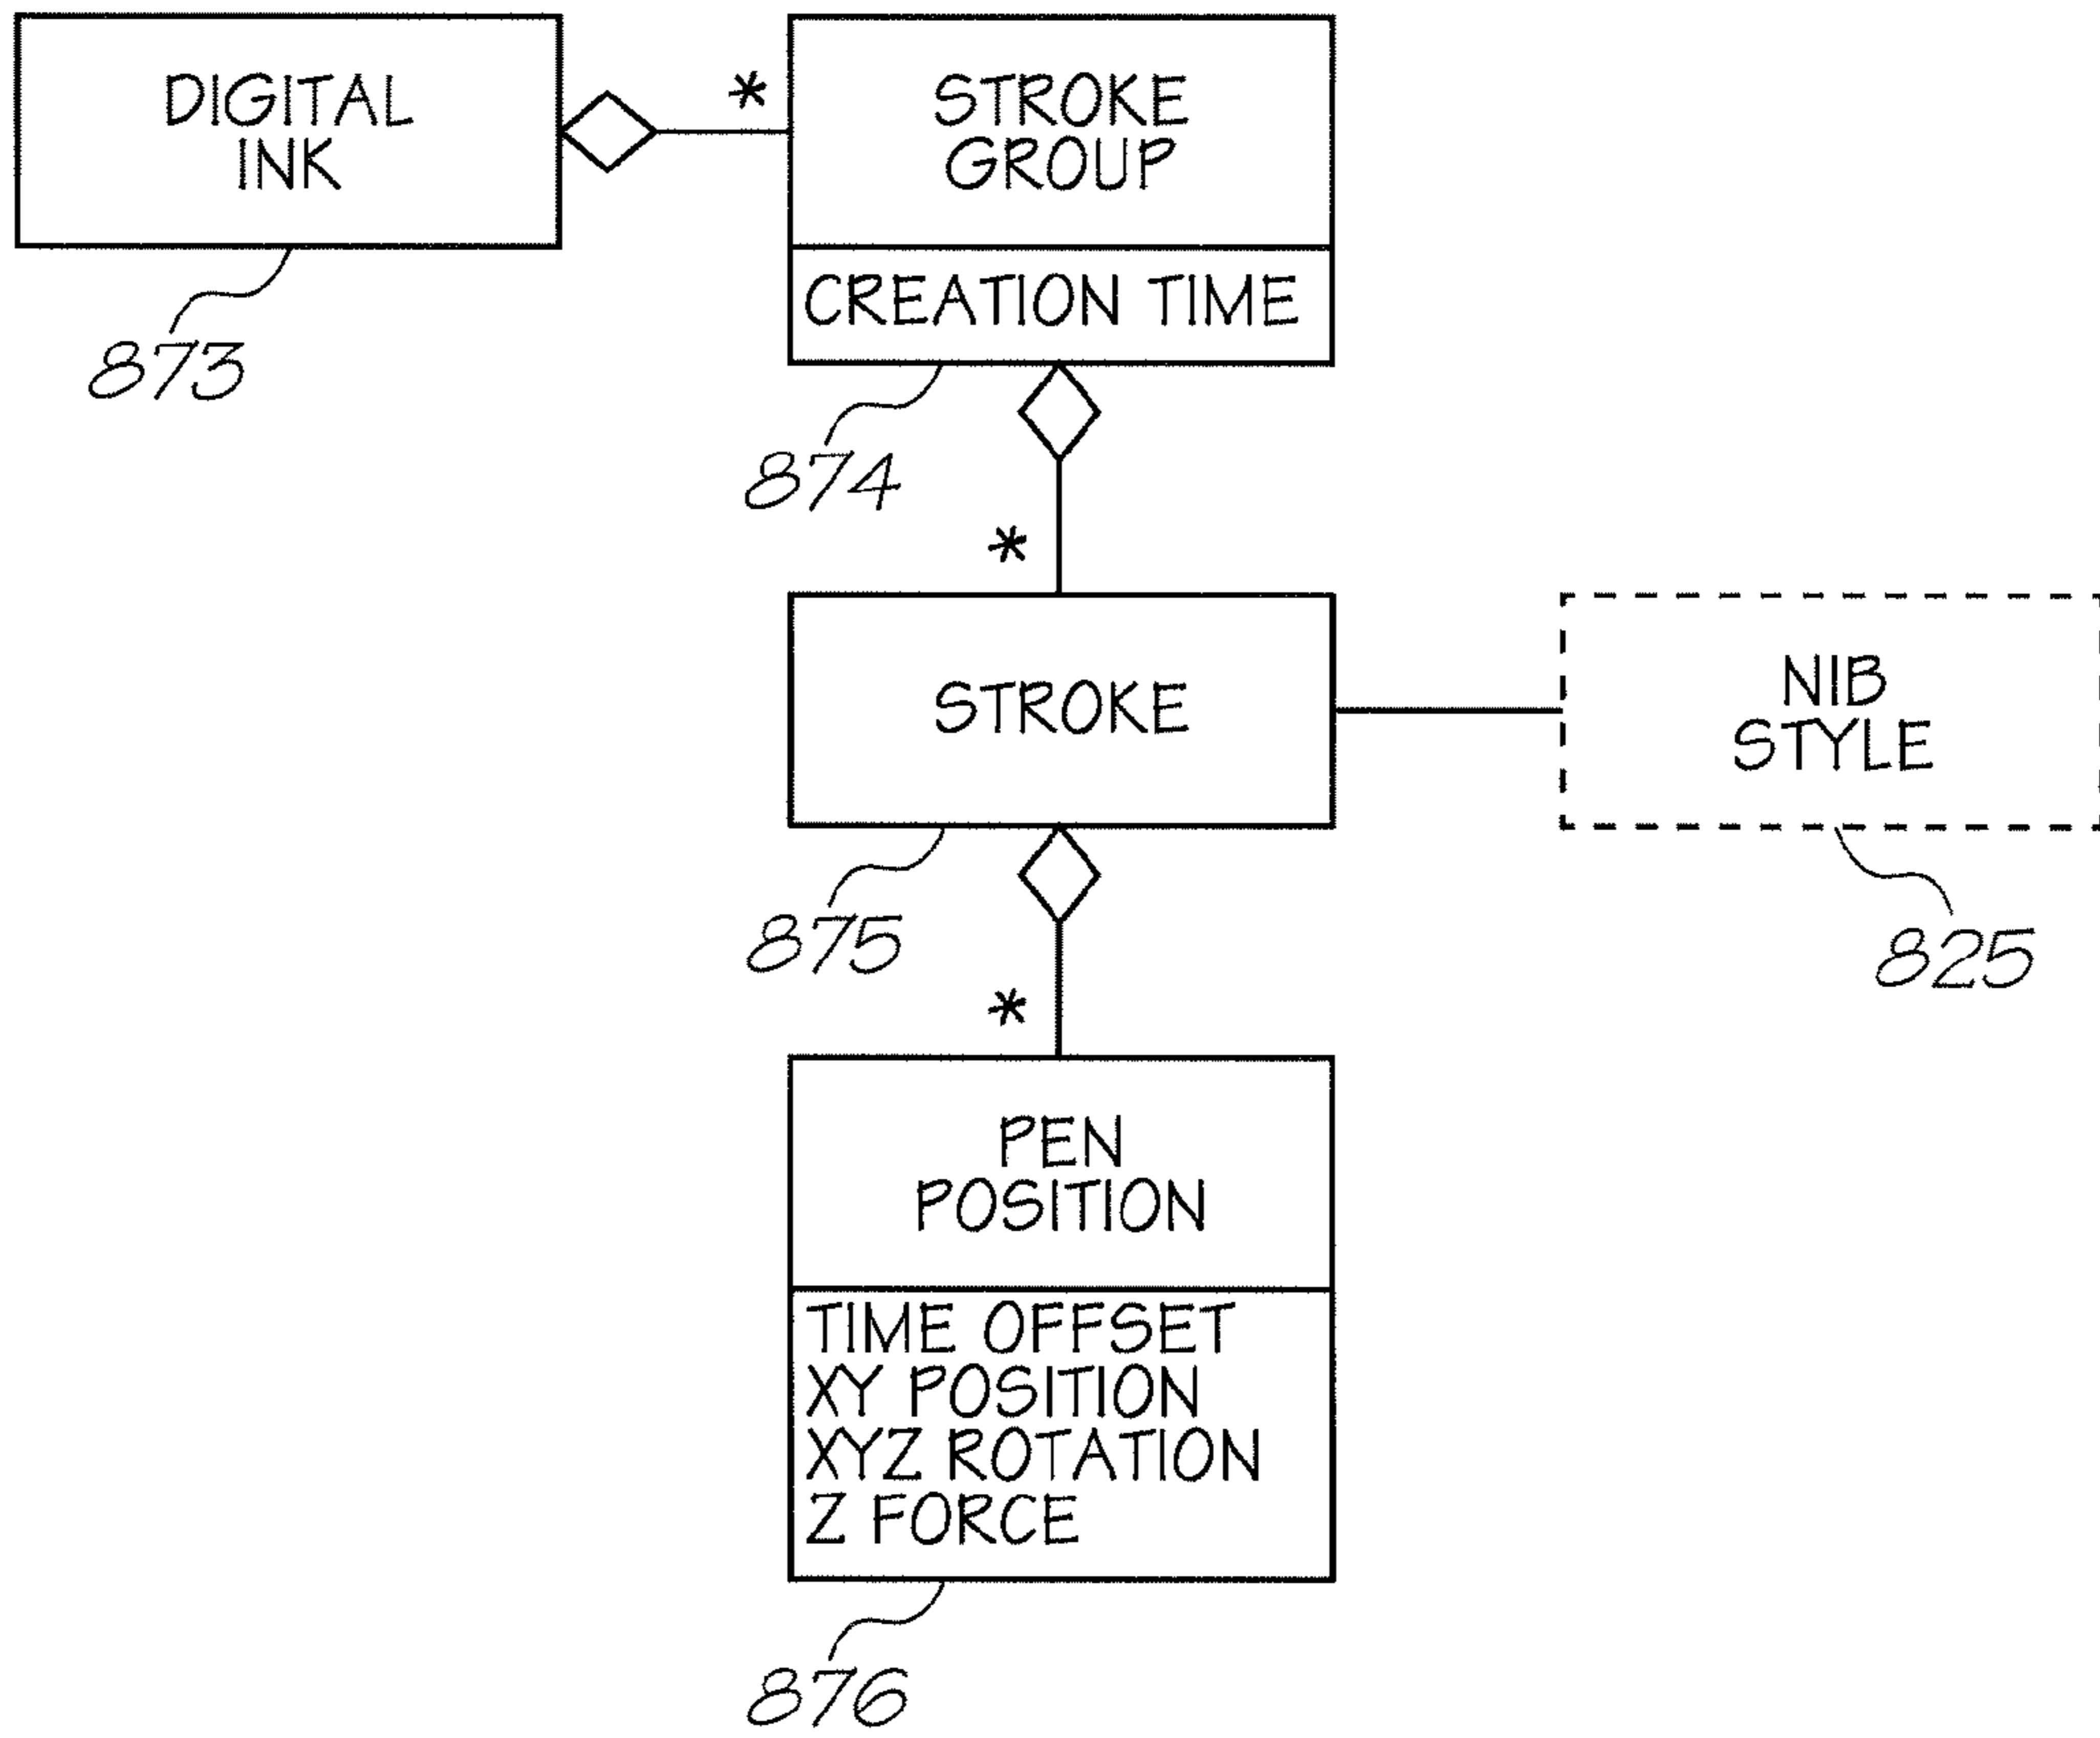 DIGITAL
INK
*
STROKE
GROUP
CREATION TIME
873
874
*
STROKE
NIB
STYLE
875
825
*
PEN
POSITION
TIME OFFSET
XY POSITION
XYZ ROTATION
Z FORCE
876